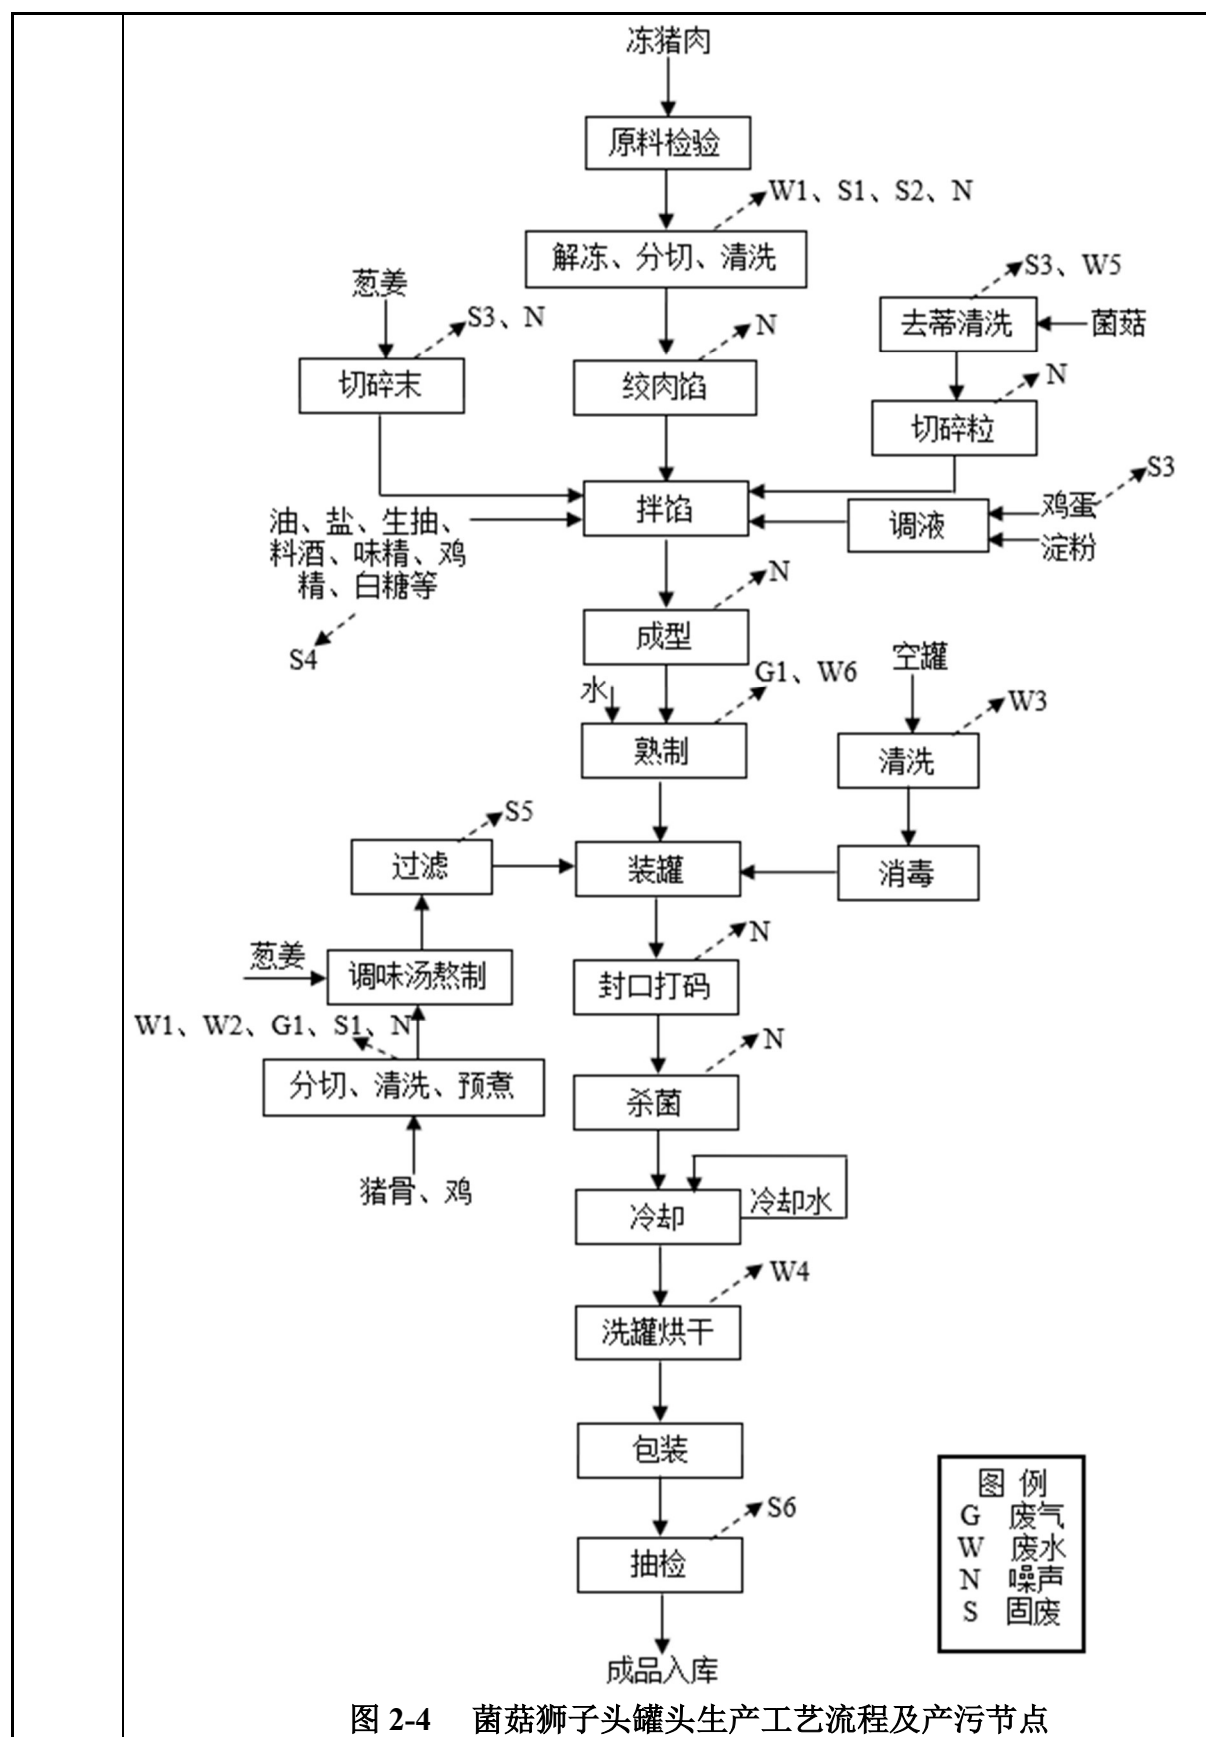 冻猪肉
原料检验
W1、S1、S2、N
解冻、分切、清洗
葱姜
S3、N
切碎末
N
绞肉馅
S3、W5
去蒂清洗
菌菇
N
切碎粒
拌馅
S3
鸡蛋
调液
淀粉
油、盐、生抽、
料酒、味精、鸡
精、白糖等
S4
N
成型
水
G1、W6
熟制
空罐
W3
清洗
消毒
S5
过滤
装罐
葱姜
调味汤熬制
W1、W2、G1、S1、N
分切、清洗、预煮
猪骨、鸡
N
封口打码
N
杀菌
冷却
冷却水
W4
洗罐烘干
包装
S6
抽检
成品入库
图 例
G 废气
W 废水
N 噪声
S 固废
图 2-4 菌菇狮子头罐头生产工艺流程及产污节点